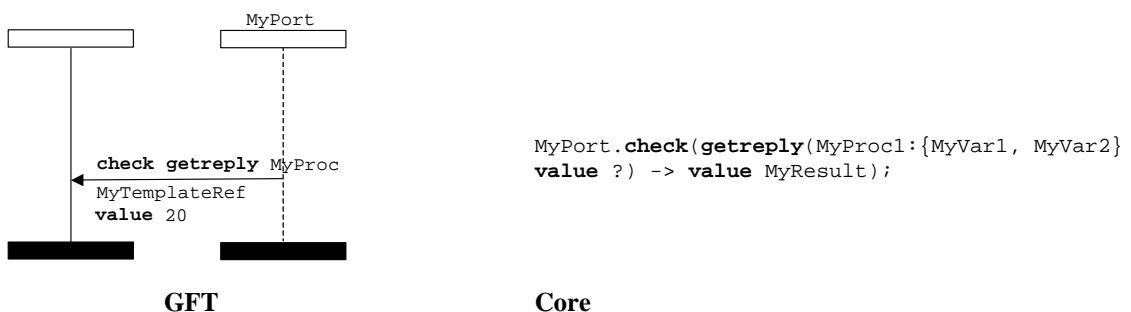 MyPort
check getreply MyProc
MyTemplateRef
value 20
MyPort.check(getreply(MyProc1:{MyVar1, MyVar2}
value ?) -> value MyResult);
GFT
Core